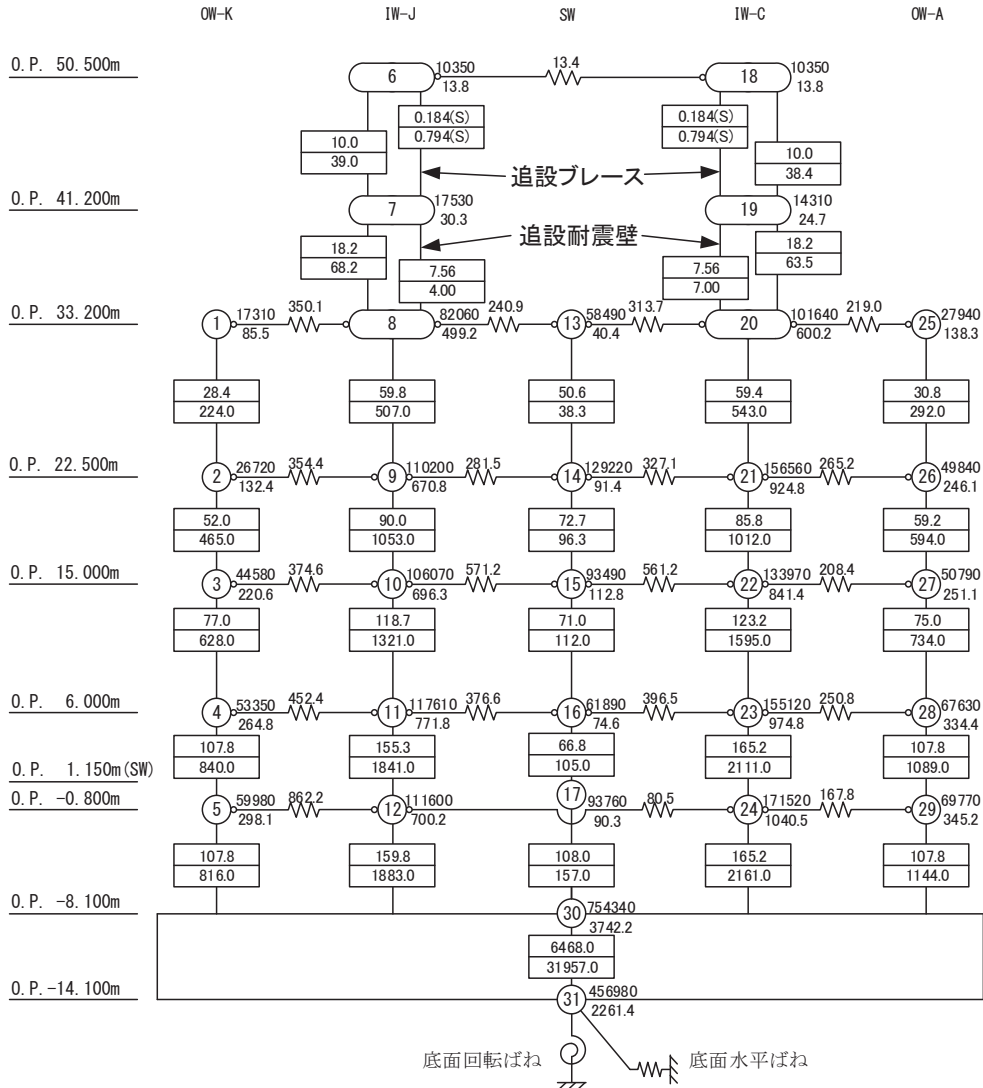 OW-K IW-J SW IW-C OW-A
O.P. 50.500m 6 10350 13.4 18 10350
13.8 13.8
0.184(S) 0.184(S)
0.794(S) 0.794(S)
10.0 10.0
39.0 38.4
追設ブレース
O.P. 41.200m 7 17530 19 14310
30.3 24.7
追設耐震壁
18.2 18.2
68.2 63.5
7.56 7.56
4.00 7.00
O.P. 33.200m 1 17310 350.1 8 82060 240.9 13 58490 313.7 20 101640 219.0 25 27940
85.5 499.2 40.4 600.2 138.3
28.4 59.8 50.6 59.4 30.8
224.0 507.0 38.3 543.0 292.0
O.P. 22.500m 2 26720 354.4 9 110200 281.5 14 129220 327.1 21 156560 265.2 26 49840
132.4 670.8 91.4 924.8 246.1
52.0 90.0 72.7 85.8 59.2
465.0 1053.0 96.3 1012.0 594.0
O.P. 15.000m 3 44580 374.6 10 106070 571.2 15 93490 561.2 22 133970 208.4 27 50790
220.6 696.3 112.8 841.4 251.1
77.0 118.7 71.0 123.2 75.0
628.0 1321.0 112.0 1595.0 734.0
O.P. 6.000m 4 53350 452.4 11 117610 376.6 16 61890 396.5 23 155120 250.8 28 67630
264.8 771.8 74.6 974.8 334.4
107.8 155.3 66.8 165.2 107.8
840.0 1841.0 105.0 2111.0 1089.0
O.P. 1.150m(SW)
O.P. -0.800m 5 59980 862.2 12 111600 17 93760 80.5 24 171520 167.8 29 69770
298.1 700.2 90.3 1040.5 345.2
107.8 159.8 108.0 165.2 107.8
816.0 1883.0 157.0 2161.0 1144.0
O.P. -8.100m 30 754340
3742.2
6468.0
31957.0
O.P.-14.100m 31 456980
2261.4
底面回転ばね 底面水平ばね